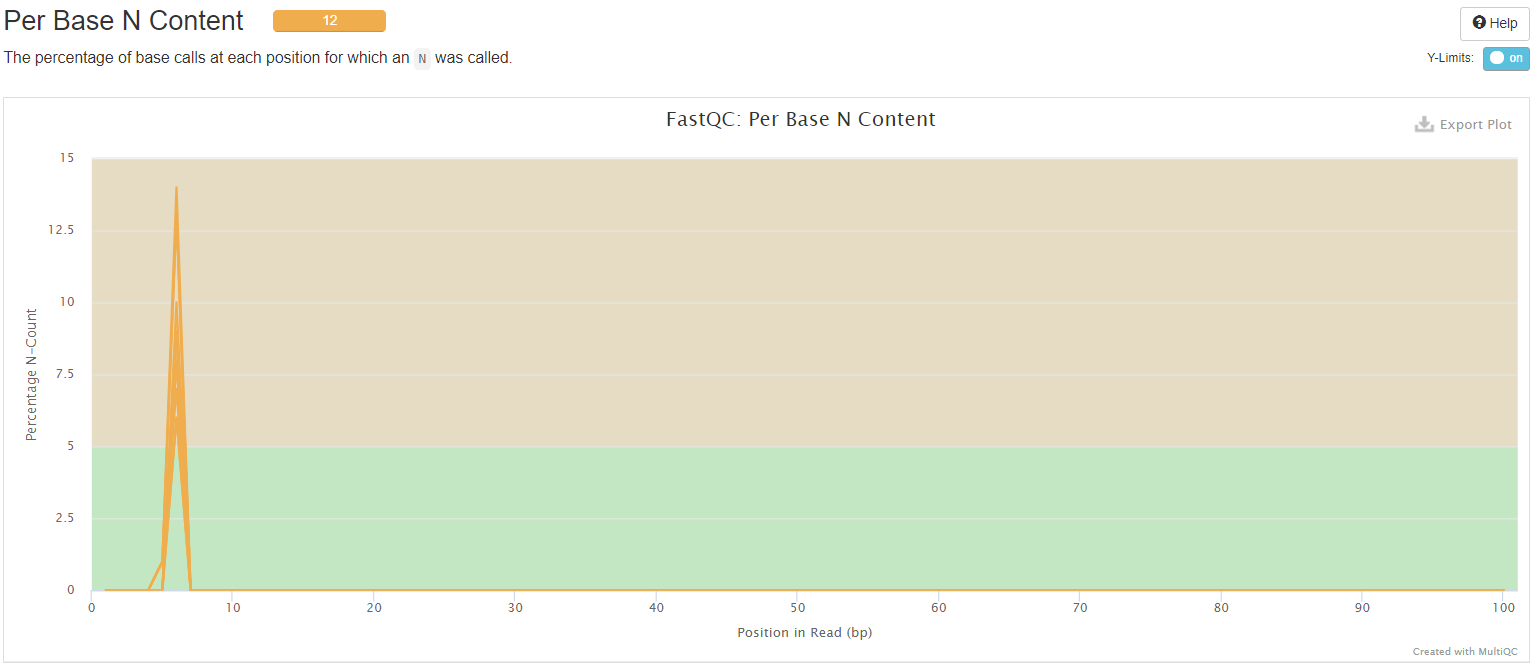 Per Base N Content 12
Help
The percentage of base calls at each position for which an N was called.
Y-Limits: on
FastQC: Per Base N Content
Export Plot
15
12.5
10
7.5
5
2.5
0
Percentage N-Count
0 10 20 30 40 50 60 70 80 90 100
Position in Read (bp)
Created with MultiQC